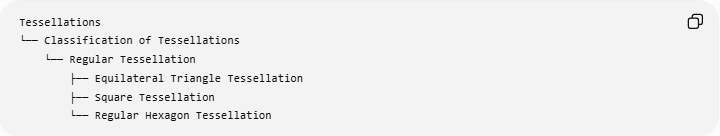 Tessellations
└── Classification of Tessellations
    └── Regular Tessellation
        ├── Equilateral Triangle Tessellation
        ├── Square Tessellation
        └── Regular Hexagon Tessellation